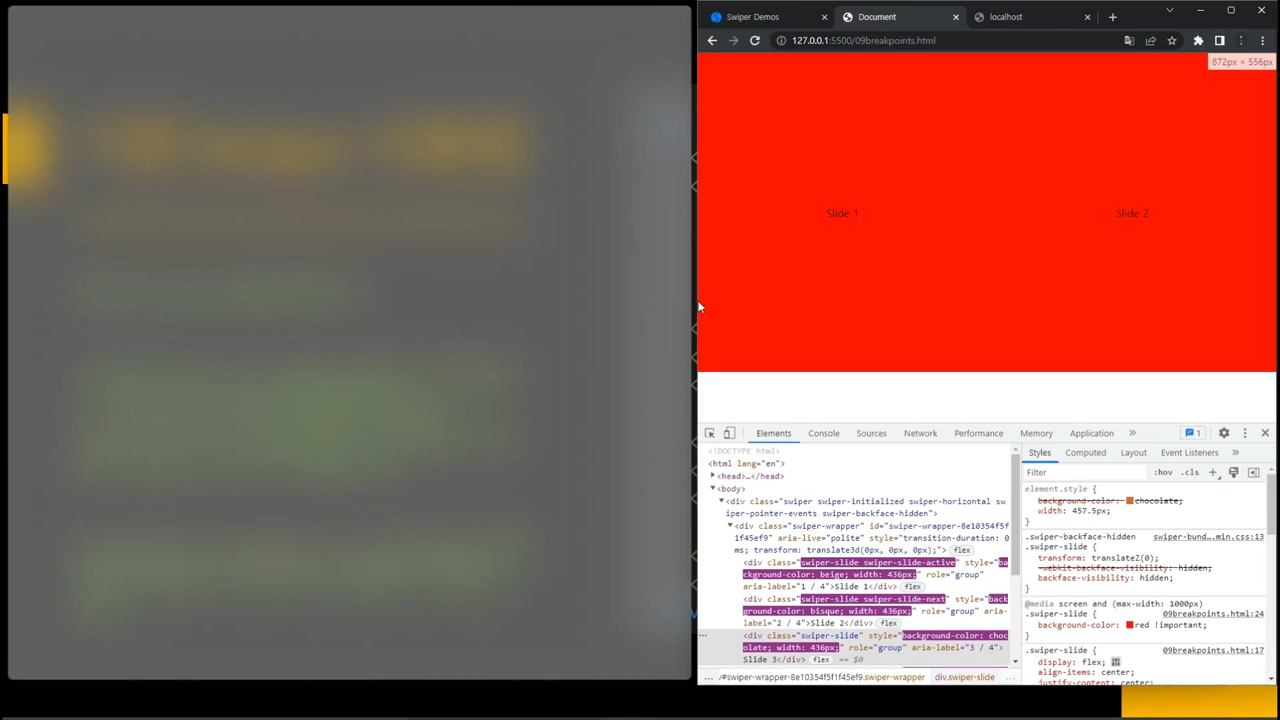 Swiper Demos
Document
localhost
127.0.0.1:5500/09breakpoints.html
872px × 556px
Slide 1
Slide 2
Elements
Console
Sources
Network
Performance
Memory
Application
1
<!DOCTYPE html>
<html lang="en">
<head>…</head>
<body>
<div class="swiper swiper-initialized swiper-horizontal sw
iper-pointer-events swiper-backface-hidden">
<div class="swiper-wrapper" id="swiper-wrapper-8e10354f5f
1f45ef9" aria-live="polite" style="transition-duration: 0
ms; transform: translate3d(0px, 0px, 0px);"> flex
<div class="swiper-slide swiper-slide-active" style="ba
ckground-color: beige; width: 436px;" role="group"
aria-label="1 / 4">Slide 1</div> flex
<div class="swiper-slide swiper-slide-next" style="back
ground-color: bisque; width: 436px;" role="group" aria-
label="2 / 4">Slide 2</div> flex
<div class="swiper-slide" style="background-color: choc
olate; width: 436px;" role="group" aria-label="3 / 4">
Slide 3</div> flex == $0
… /#swiper-wrapper-8e10354f5f1f45ef9.swiper-wrapper div.swiper-slide …
Styles
Computed
Layout
Event Listeners
Filter
:hov .cls
element.style {
background-color: chocolate;
width: 457.5px;
}
.swiper-backface-hidden swiper-bund….min.css:13
.swiper-slide {
transform: translateZ(0);
-webkit-backface-visibility: hidden;
backface-visibility: hidden;
}
@media screen and (max-width: 1000px)
.swiper-slide { 09breakpoints.html:24
background-color: red !important;
}
.swiper-slide { 09breakpoints.html:17
display: flex;
align-items: center;
justify-content: center;